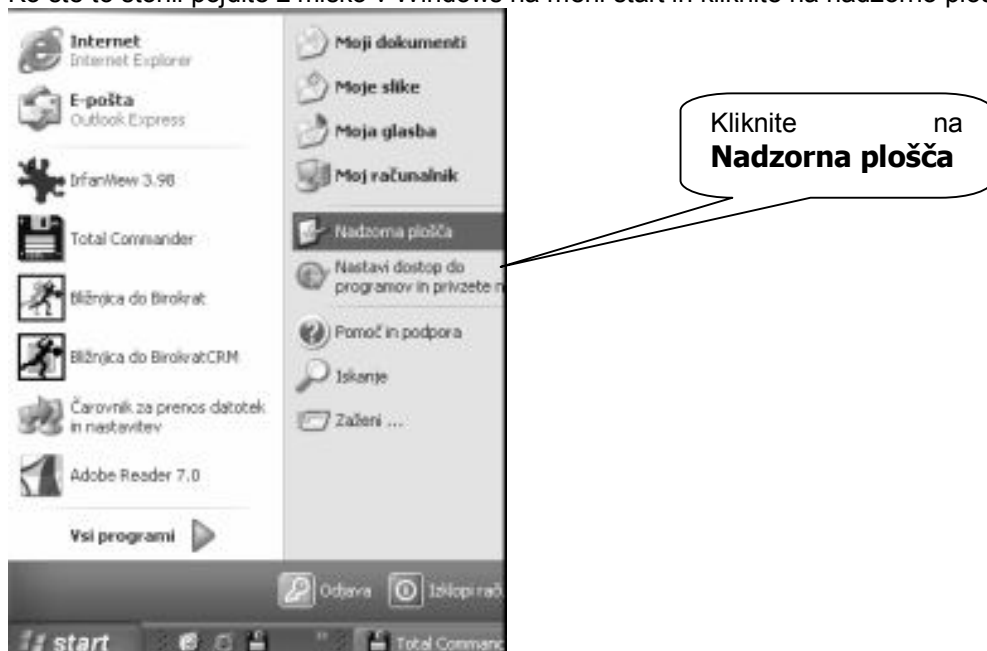 Internet
Internet Explorer
E-pošta
Outlook Express
IrfanView 3.98
Total Commander
Bližnjica do Birokrat
Bližnjica do BirokratCRM
Čarovnik za prenos datotek
in nastavitev
Adobe Reader 7.0
Vsi programi
Moji dokumenti
Moje slike
Moja glasba
Moj računalnik
Nadzorna plošča
Nastavi dostop do
programov in privzete n
Pomoč in podpora
Iskanje
Zaženi ...
Odjava
Izklopi rač
start
Total Command
Kliknite na
Nadzorna plošča